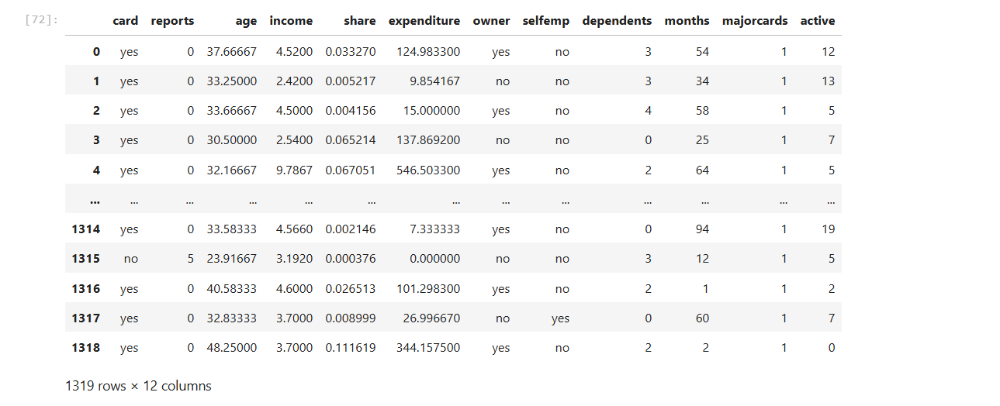 [72]: card reports age income share expenditure owner selfemp dependents months majorcards active
0 yes 0 37.66667 4.5200 0.033270 124.983300 yes no 3 54 1 12
1 yes 0 33.25000 2.4200 0.005217 9.854167 no no 3 34 1 13
2 yes 0 33.66667 4.5000 0.004156 15.000000 yes no 4 58 1 5
3 yes 0 30.50000 2.5400 0.065214 137.869200 no no 0 25 1 7
4 yes 0 32.16667 9.7867 0.067051 546.503300 yes no 2 64 1 5
... ... ... ... ... ... ... ... ... ... ... ... ...
1314 yes 0 33.58333 4.5660 0.002146 7.333333 yes no 0 94 1 19
1315 no 5 23.91667 3.1920 0.000376 0.000000 no no 3 12 1 5
1316 yes 0 40.58333 4.6000 0.026513 101.298300 yes no 2 1 1 2
1317 yes 0 32.83333 3.7000 0.008999 26.996670 no yes 0 60 1 7
1318 yes 0 48.25000 3.7000 0.111619 344.157500 yes no 2 2 1 0
1319 rows × 12 columns